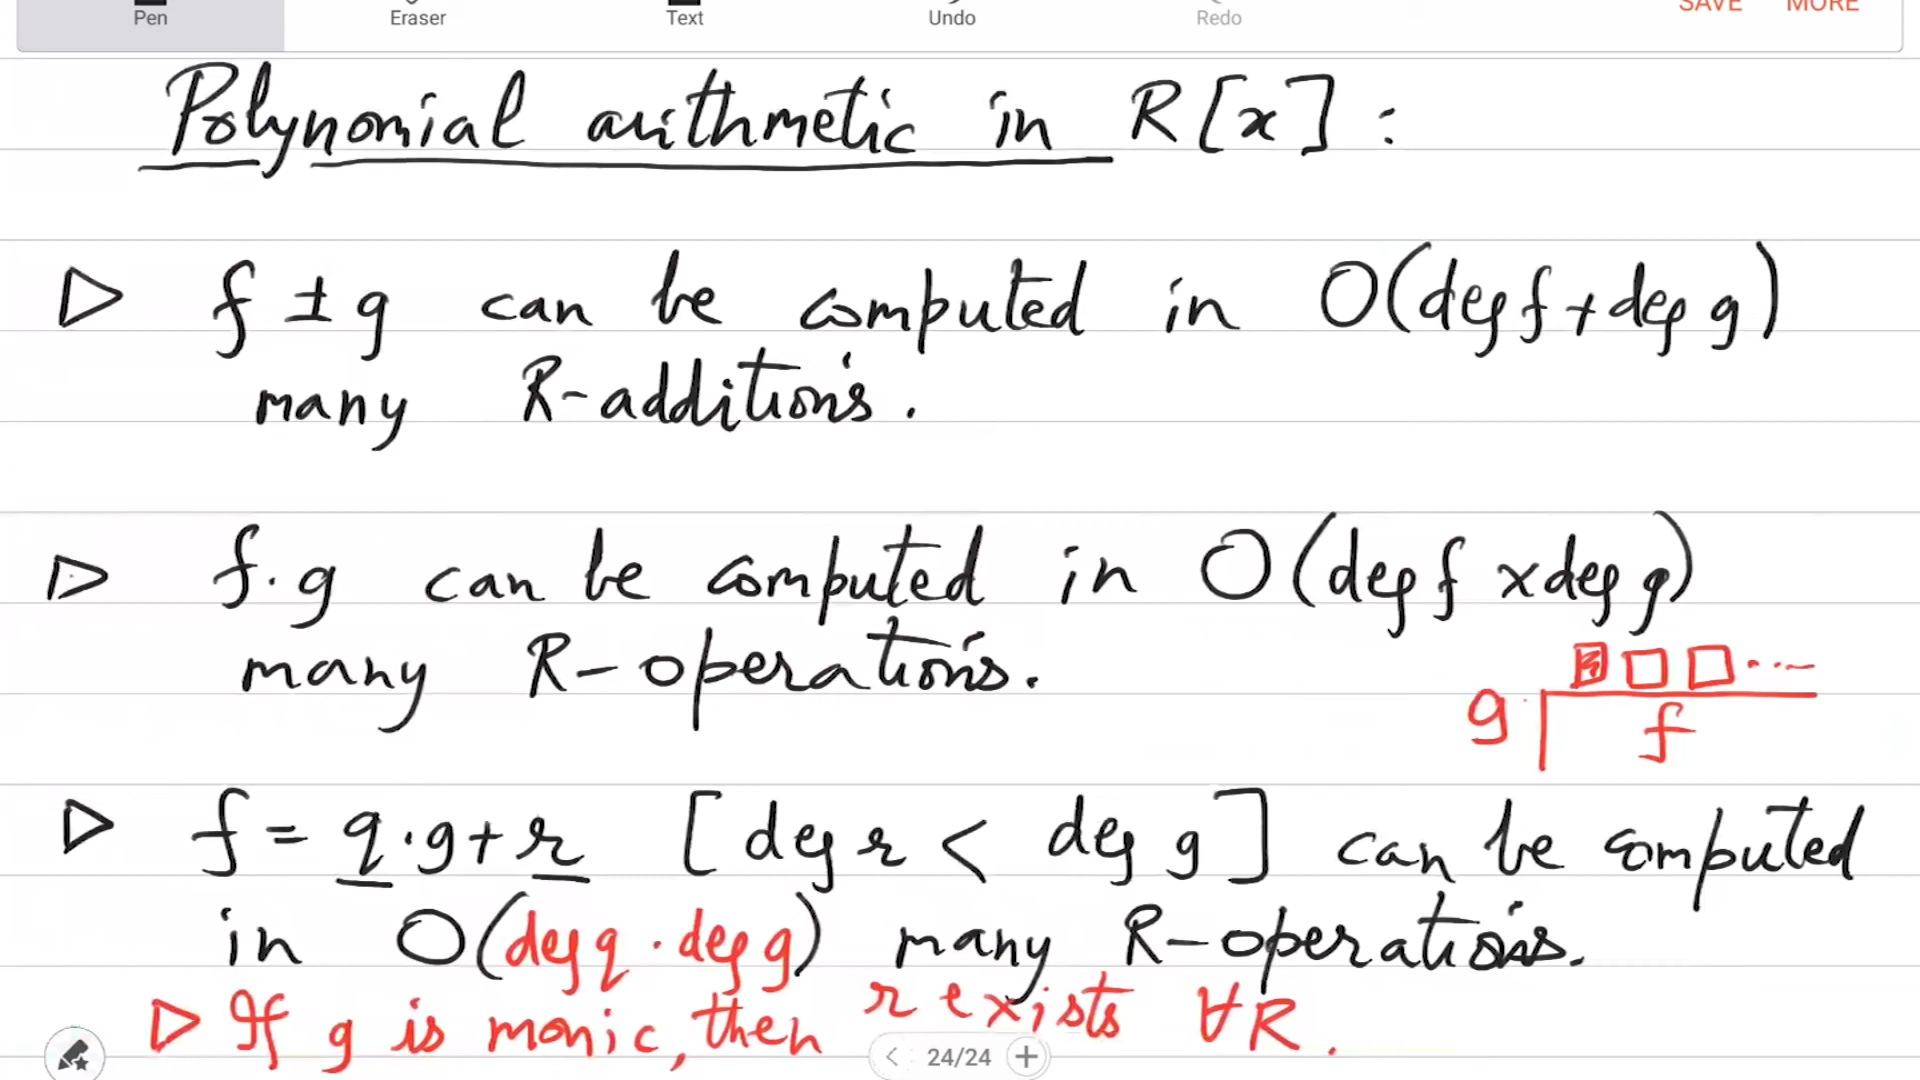 Pen Eraser Text Undo Redo SAVE MORE
Polynomial arithmetic in R[x] :
▷ f ± g can be computed in O(deg f + deg g)
many R-additions.
▷ f·g can be computed in O(deg f × deg g)
many R-operations.
g f
▷ f = q·g + r [deg r < deg g] can be computed
in O(deg q · deg g) many R-operations.
▷ If g is monic, then r exists ∀R.
24/24